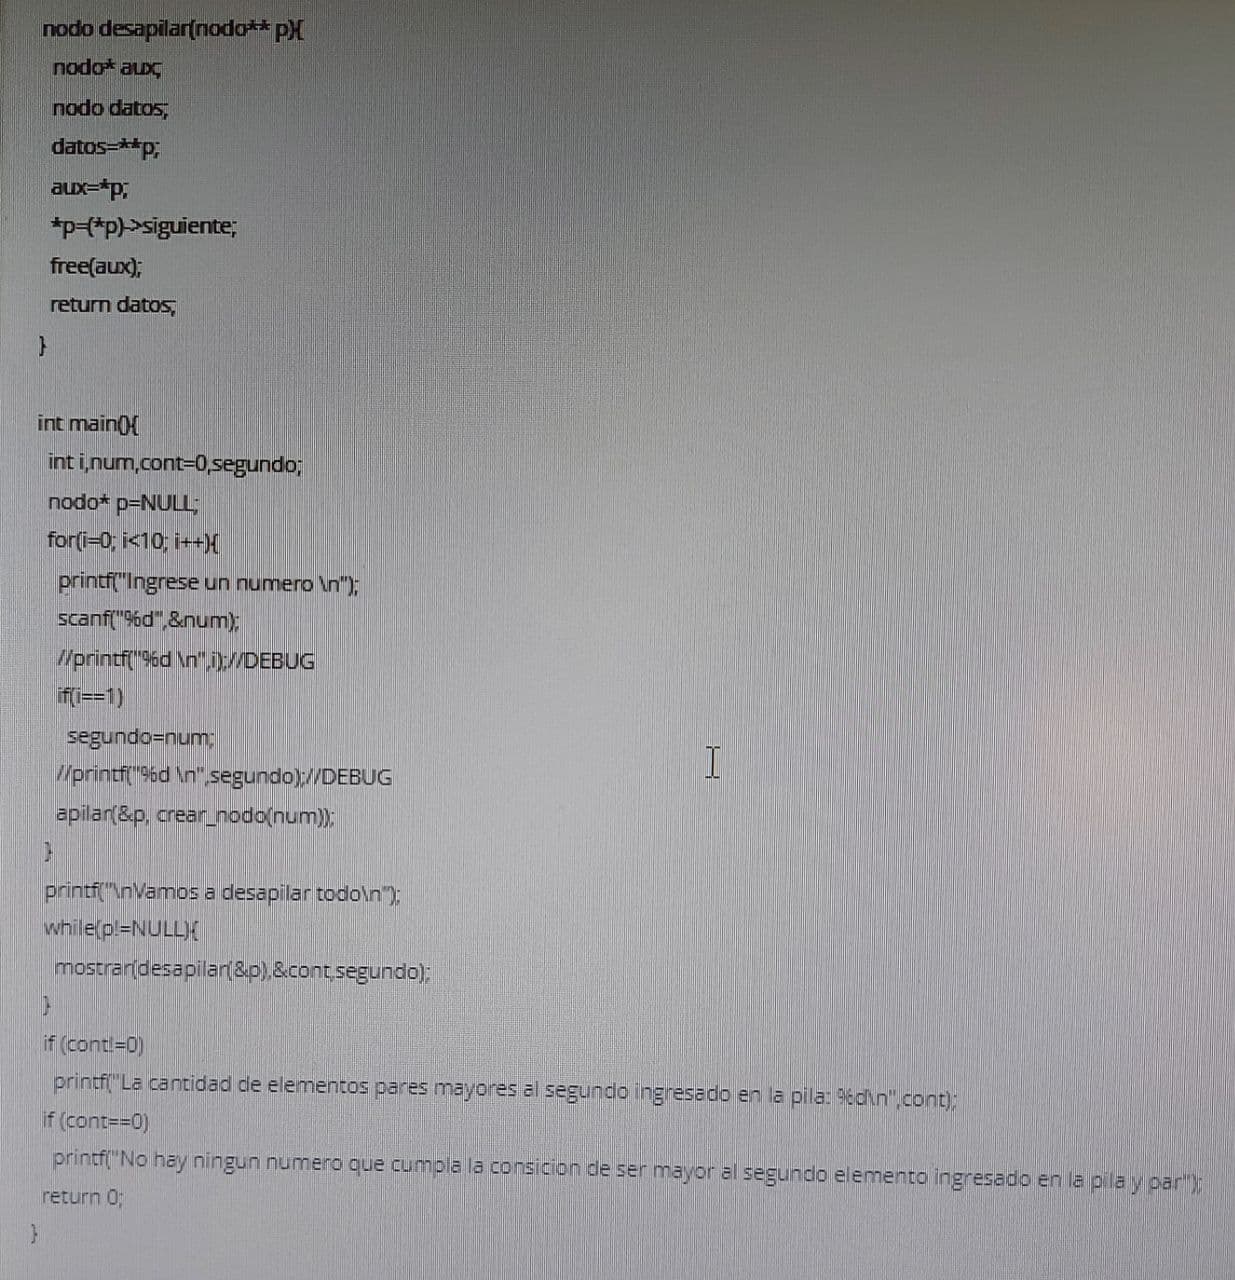 nodo desapilar(nodo** p){
nodo* aux;
nodo datos;
datos=**p;
aux=*p;
*p=(*p)->siguiente;
free(aux);
return datos;
}
int main(){
int i,num,cont=0,segundo;
nodo* p=NULL;
for(i=0; i<10; i++){
printf("Ingrese un numero \n");
scanf("%d",&num);
//printf("%d \n",i);//DEBUG
if(i==1)
segundo=num;
//printf("%d \n",segundo);//DEBUG
apilar(&p, crear_nodo(num));
}
printf("\nVamos a desapilar todo\n");
while(p!=NULL){
mostrar(desapilar(&p),&cont,segundo);
}
if (cont!=0)
printf("La cantidad de elementos pares mayores al segundo ingresado en la pila: %d\n",cont);
if (cont==0)
printf("No hay ningun numero que cumpla la consicion de ser mayor al segundo elemento ingresado en la pila y par");
return 0;
}